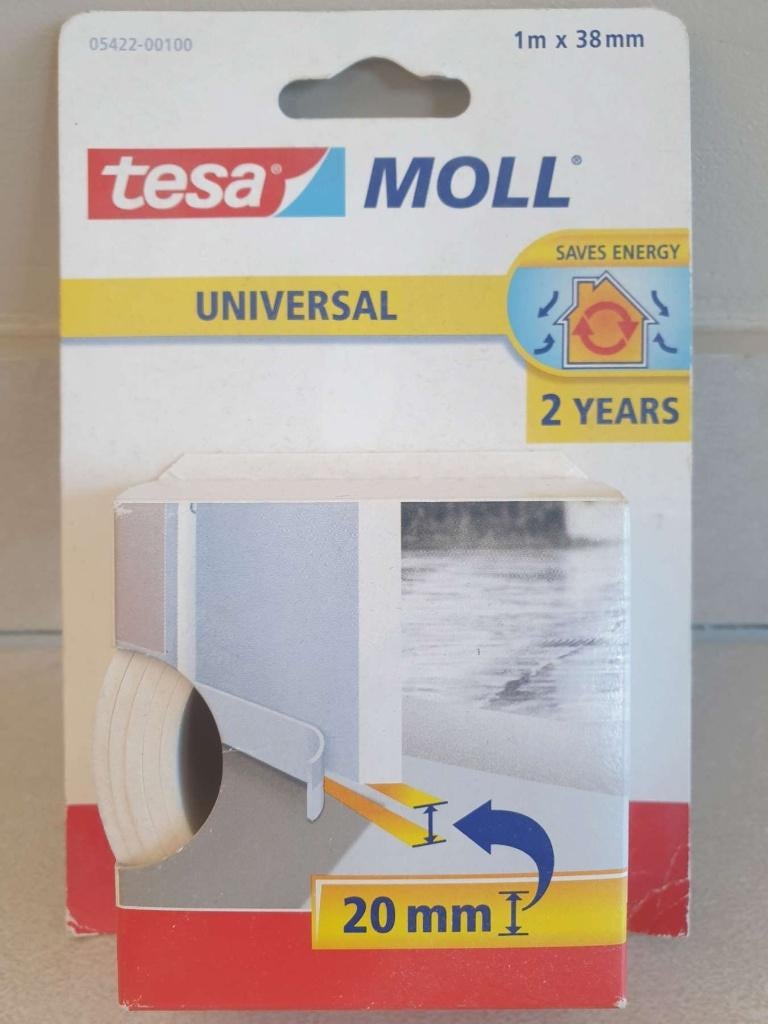 05422-00100
1m x 38mm
tesa® MOLL®
SAVES ENERGY
UNIVERSAL
2 YEARS
20 mm